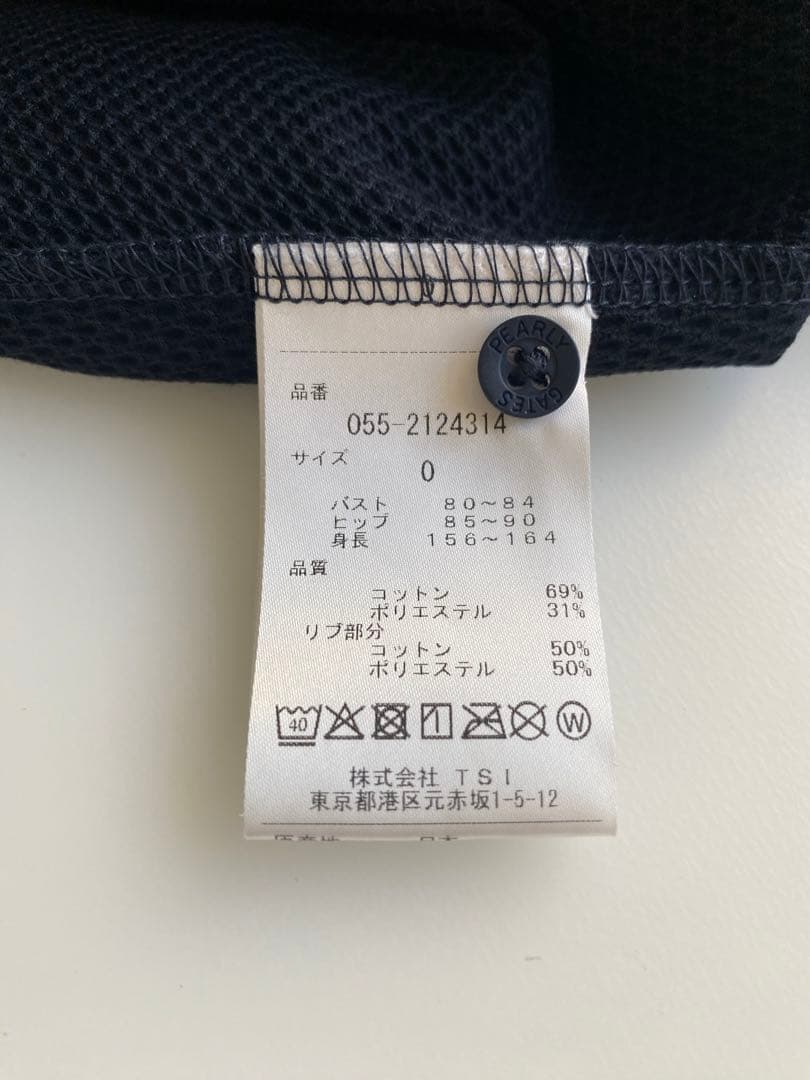 PEARLY GATES
品番
055-2124314
サイズ
0
バスト 80～84
ヒップ 85～90
身長 156～164
品質
コットン 69%
ポリエステル 31%
リブ部分
コットン 50%
ポリエステル 50%
40
W
株式会社 TSI
東京都港区元赤坂1-5-12